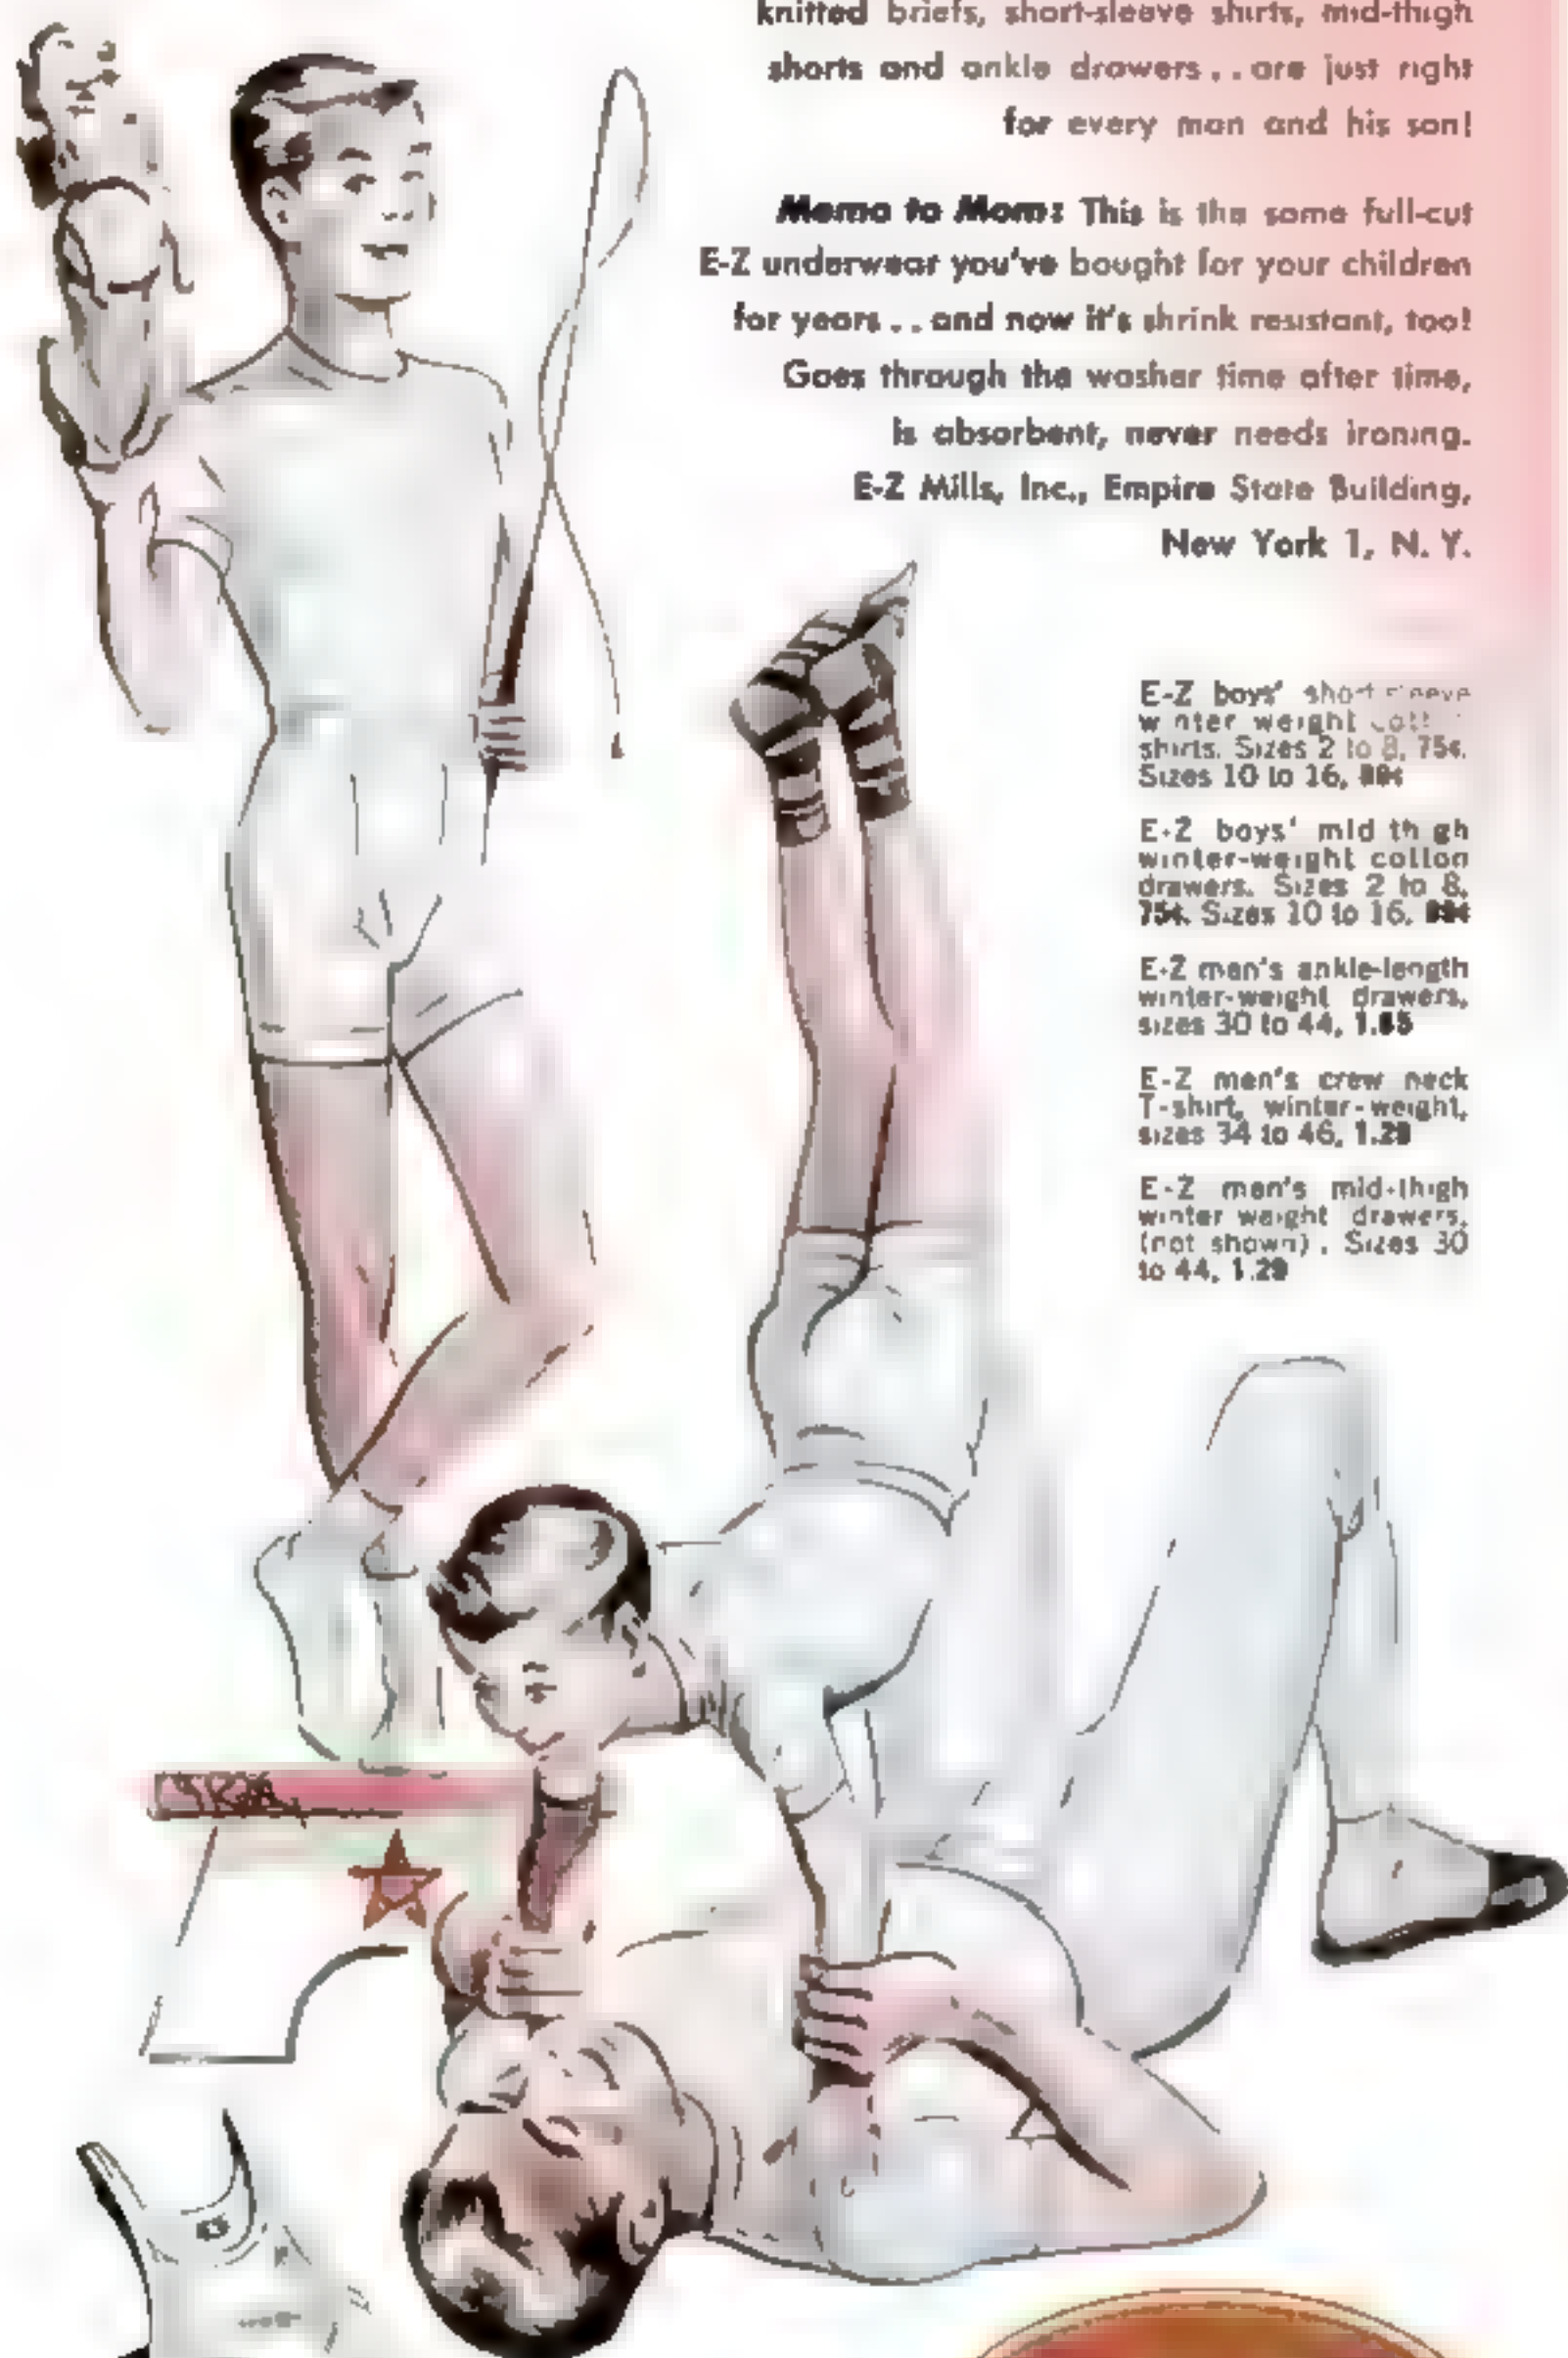 knitted briefs, short-sleeve shirts, mid-thigh
shorts and ankle drawers . . are just right
for every man and his son!
Memo to Mom: This is the same full-cut
E-Z underwear you've bought for your children
for years . . and now it's shrink resistant, too!
Goes through the washer time after time,
is absorbent, never needs ironing.
E-Z Mills, Inc., Empire State Building,
New York 1, N. Y.
E-Z boys' short sleeve
winter weight
shirts. Sizes 2 to 8, 75¢.
Sizes 10 to 16,
E-Z boys' mid thigh
winter-weight cotton
drawers. Sizes 2 to 8,
75¢. Sizes 10 to 16,
E-Z men's ankle-length
winter-weight drawers,
sizes 30 to 44,
E-Z men's crew neck
T-shirt, winter-weight,
sizes 34 to 46, 1.29
E-Z men's mid-thigh
winter weight drawers,
(not shown). Sizes 30
to 44, 1.29